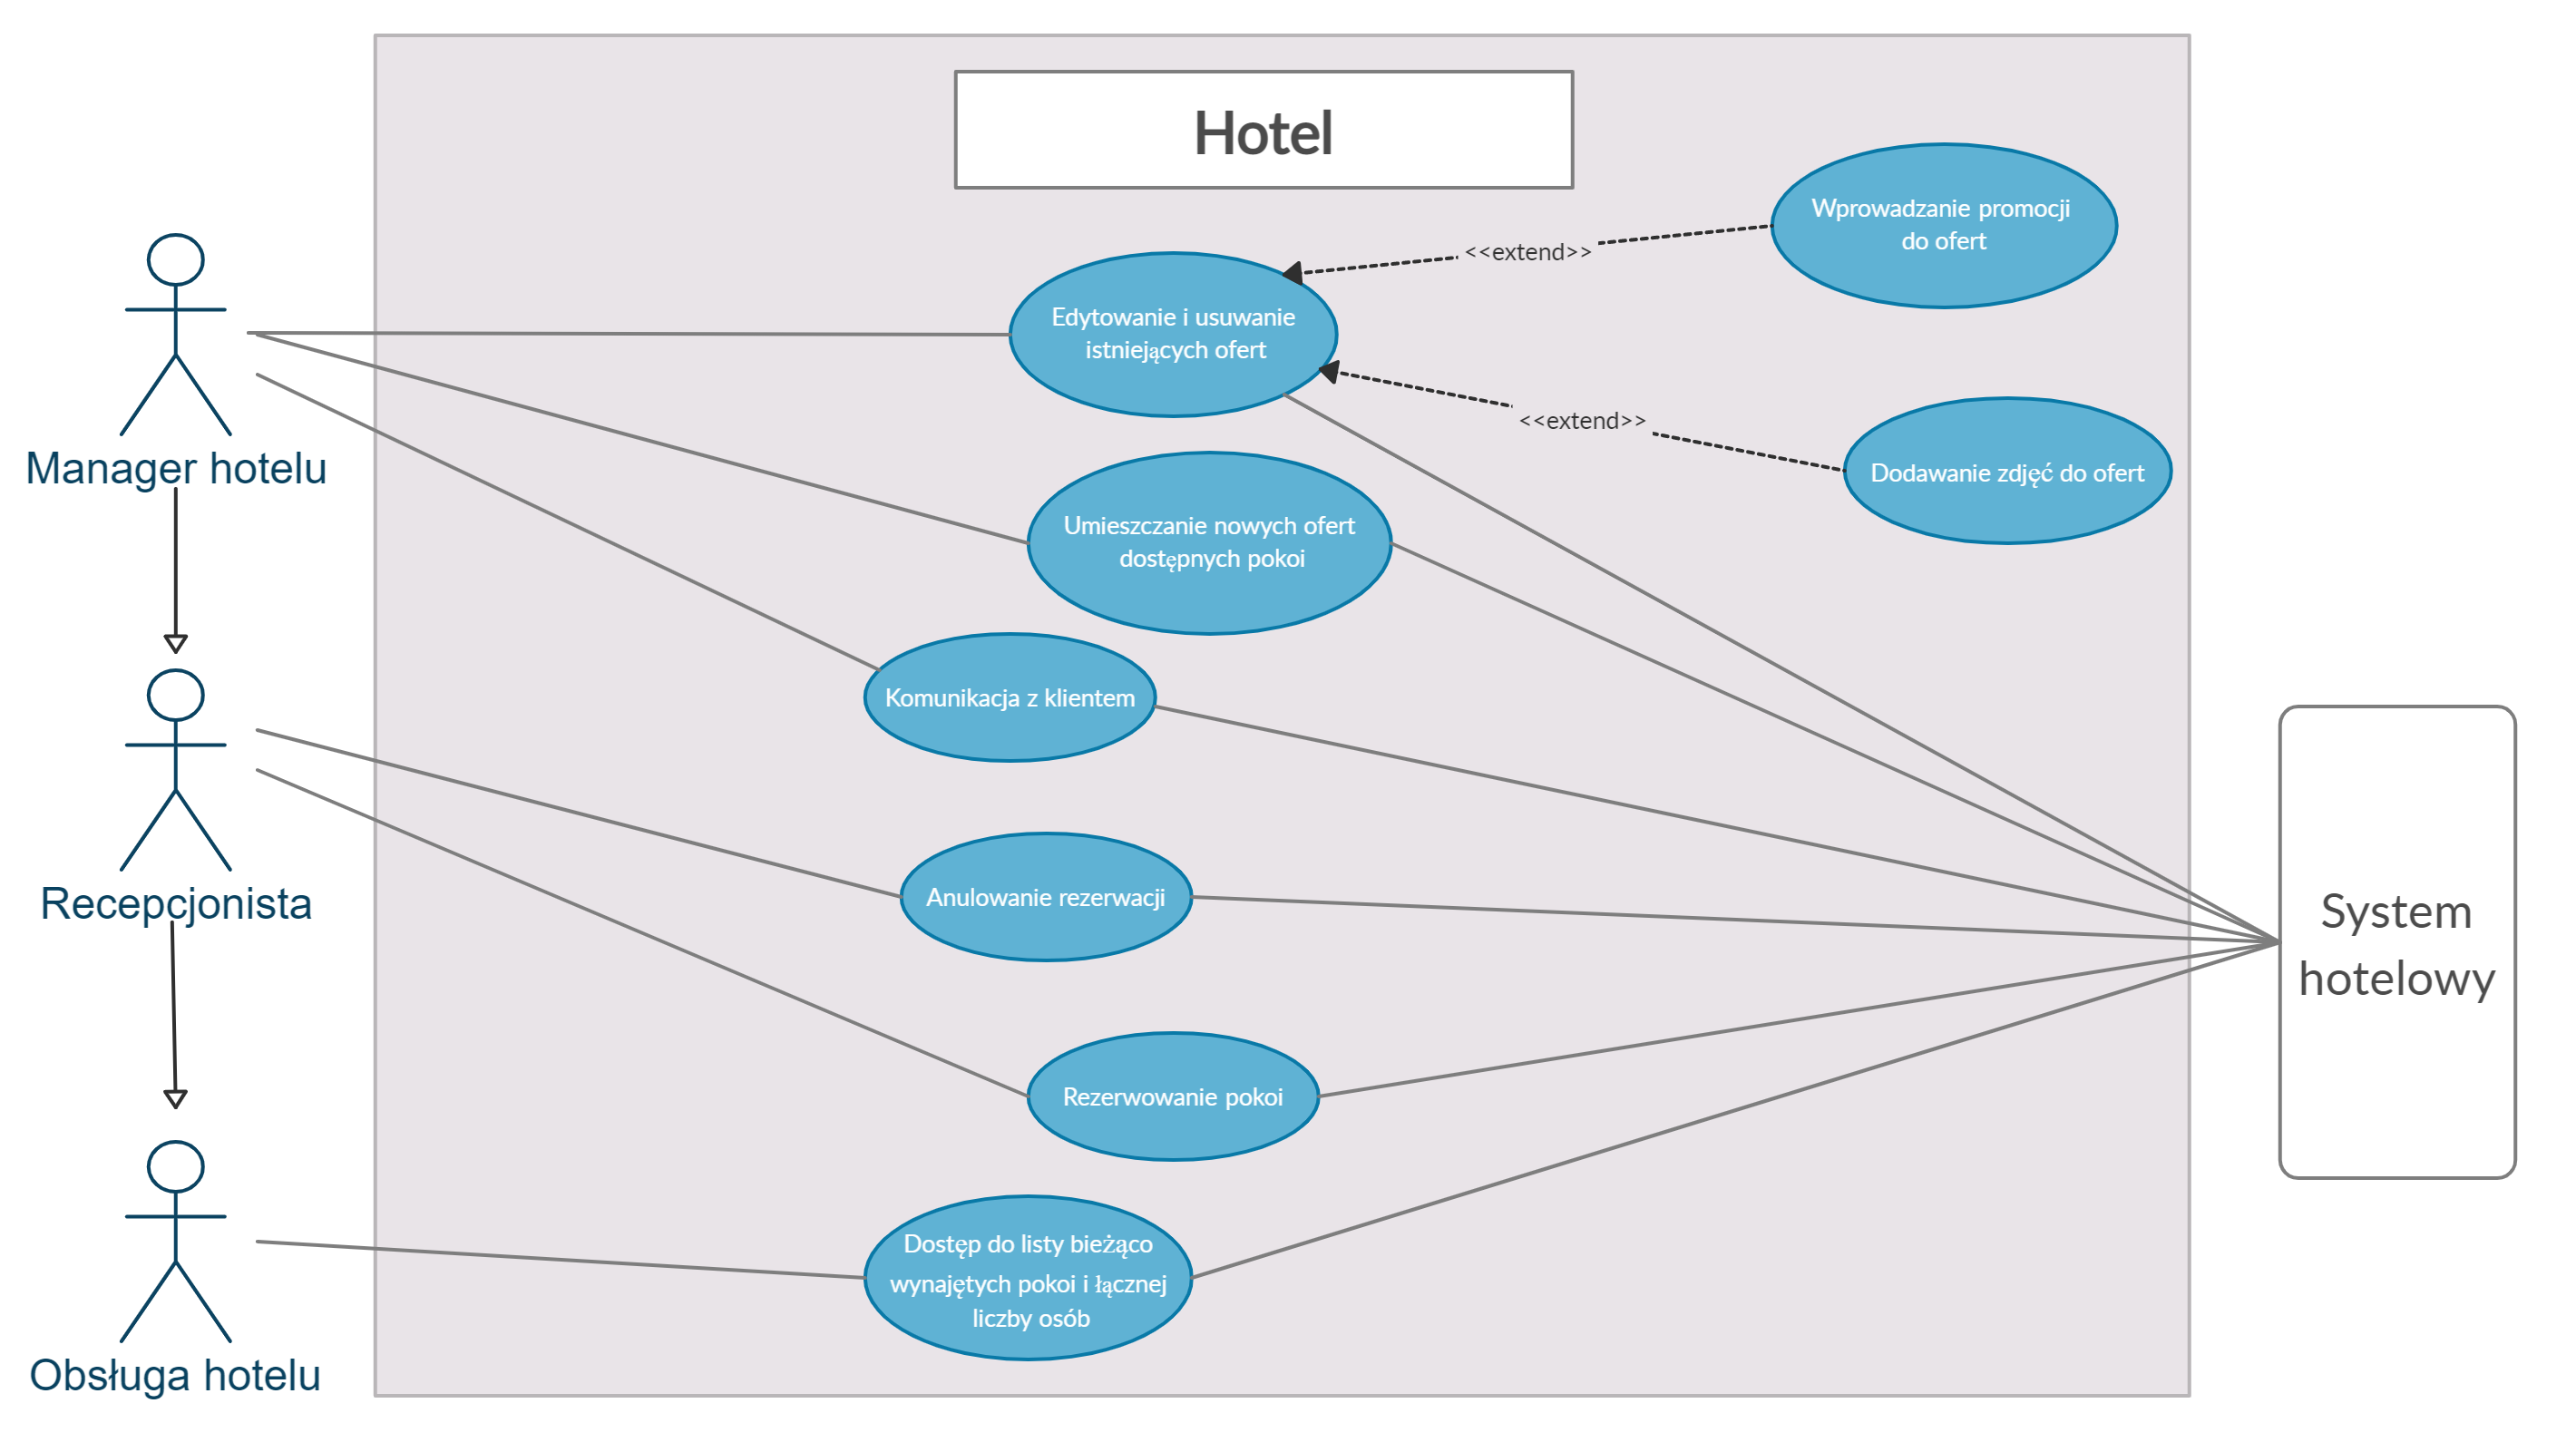 Hotel
Wprowadzanie promocji
do ofert
<<extend>>
Edytowanie i usuwanie
istniejących ofert
<<extend>>
Dodawanie zdjęć do ofert
Manager hotelu
Umieszczanie nowych ofert
dostępnych pokoi
Komunikacja z klientem
Anulowanie rezerwacji
Recepcjonista
System
hotelowy
Rezerwowanie pokoi
Dostęp do listy bieżąco
wynajętych pokoi i łącznej
liczby osób
Obsługa hotelu